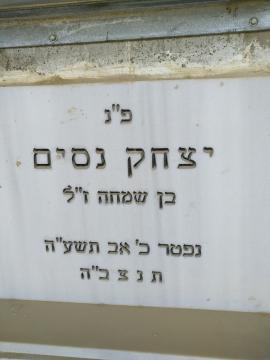 פ"נ
יצחק נסים
בן שמחה ז"ל
נפטר כ' אב תשע"ה
ת נ צ ב"ה